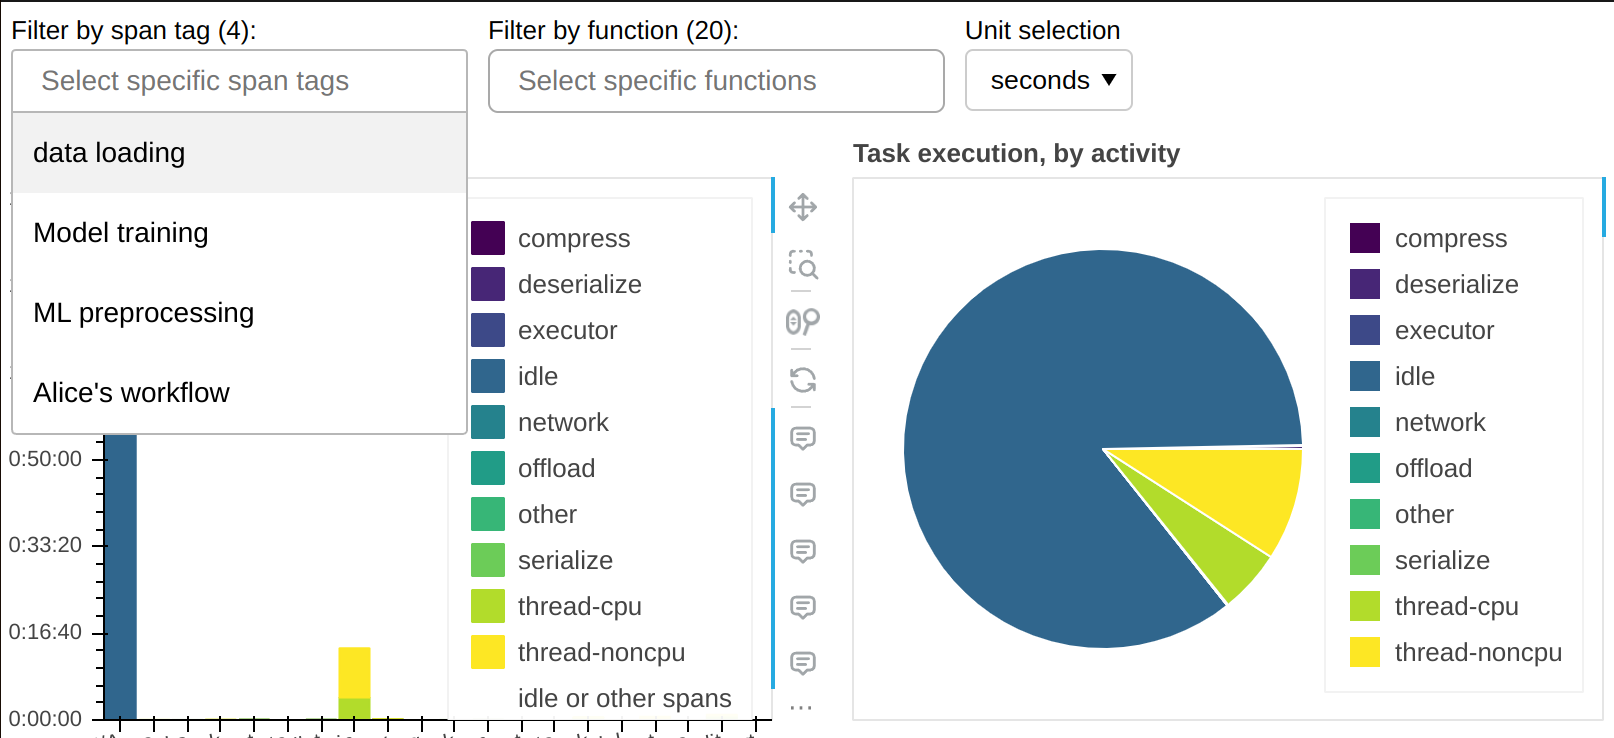 Filter by span tag (4):
Filter by function (20):
Unit selection
Select specific span tags
Select specific functions
seconds
data loading
Model training
ML preprocessing
Alice's workflow
compress
deserialize
executor
idle
network
offload
other
serialize
thread-cpu
thread-noncpu
idle or other spans
0:50:00
0:33:20
0:16:40
0:00:00
Task execution, by activity
compress
deserialize
executor
idle
network
offload
other
serialize
thread-cpu
thread-noncpu